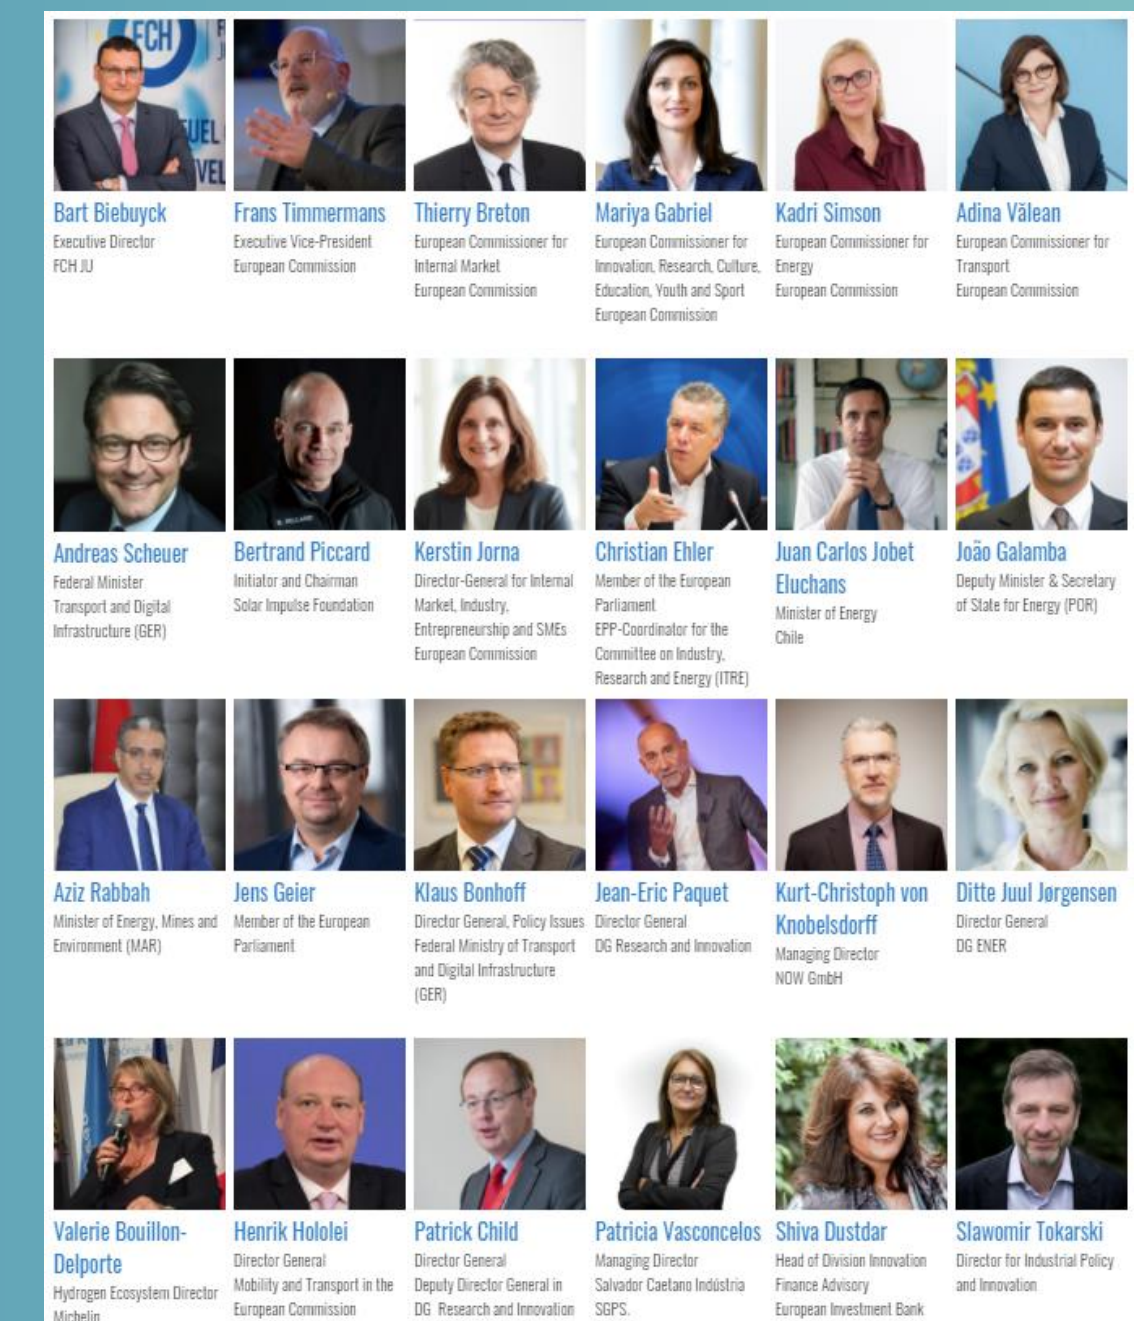 FCH
UEL
VEL
Bart Biebuyck
Executive Director
FCH JU
Frans Timmermans
Executive Vice-President
European Commission
Thierry Breton
European Commissioner for
Internal Market
European Commission
Mariya Gabriel
European Commissioner for
Innovation, Research, Culture,
Education, Youth and Sport
European Commission
Kadri Simson
European Commissioner for
Energy
European Commission
Adina Vălean
European Commissioner for
Transport
European Commission
Andreas Scheuer
Federal Minister
Transport and Digital
Infrastructure (GER)
Bertrand Piccard
Initiator and Chairman
Solar Impulse Foundation
Kerstin Jorna
Director-General for Internal
Market, Industry,
Entrepreneurship and SMEs
European Commission
Christian Ehler
Member of the European
Parliament
EPP-Coordinator for the
Committee on Industry,
Research and Energy (ITRE)
Juan Carlos Jobet
Eluchans
Minister of Energy
Chile
João Galamba
Deputy Minister & Secretary
of State for Energy (POR)
Aziz Rabbah
Minister of Energy, Mines and
Environment (MAR)
Jens Geier
Member of the European
Parliament
Klaus Bonhoff
Director General, Policy Issues
Federal Ministry of Transport
and Digital Infrastructure
(GER)
Jean-Eric Paquet
Director General
DG Research and Innovation
Kurt-Christoph von
Knobelsdorff
Managing Director
NOW GmbH
Ditte Juul Jørgensen
Director General
DG ENER
Valerie Bouillon-
Delporte
Hydrogen Ecosystem Director
Michelin
Henrik Hololei
Director General
Mobility and Transport in the
European Commission
Patrick Child
Director General
Deputy Director General in
DG Research and Innovation
Patricia Vasconcelos
Managing Director
Salvador Caetano Indústria
SGPS.
Shiva Dustdar
Head of Division Innovation
Finance Advisory
European Investment Bank
Slawomir Tokarski
Director for Industrial Policy
and Innovation